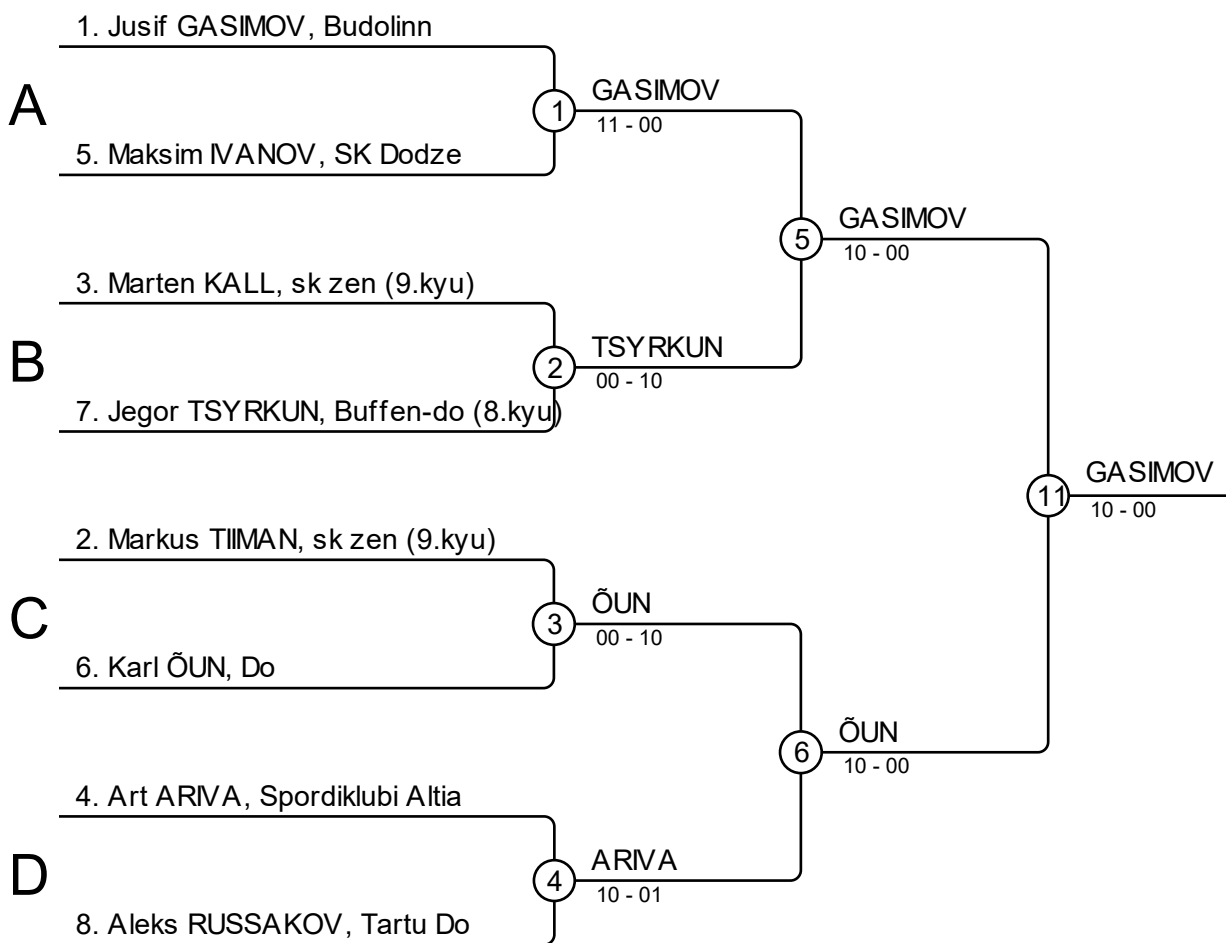 1. Jusif GASIMOV, Budolinn
A
1
GASIMOV
11 - 00
5. Maksim IVANOV, SK Dodze
5
GASIMOV
10 - 00
3. Marten KALL, sk zen (9.kyu)
B
2
TSYRKUN
00 - 10
7. Jegor TSYRKUN, Buffen-do (8.kyu)
11
GASIMOV
10 - 00
2. Markus TIIMAN, sk zen (9.kyu)
C
3
ÕUN
00 - 10
6. Karl ÕUN, Do
6
ÕUN
10 - 00
4. Art ARIVA, Spordiklubi Altia
D
4
ARIVA
10 - 01
8. Aleks RUSSAKOV, Tartu Do